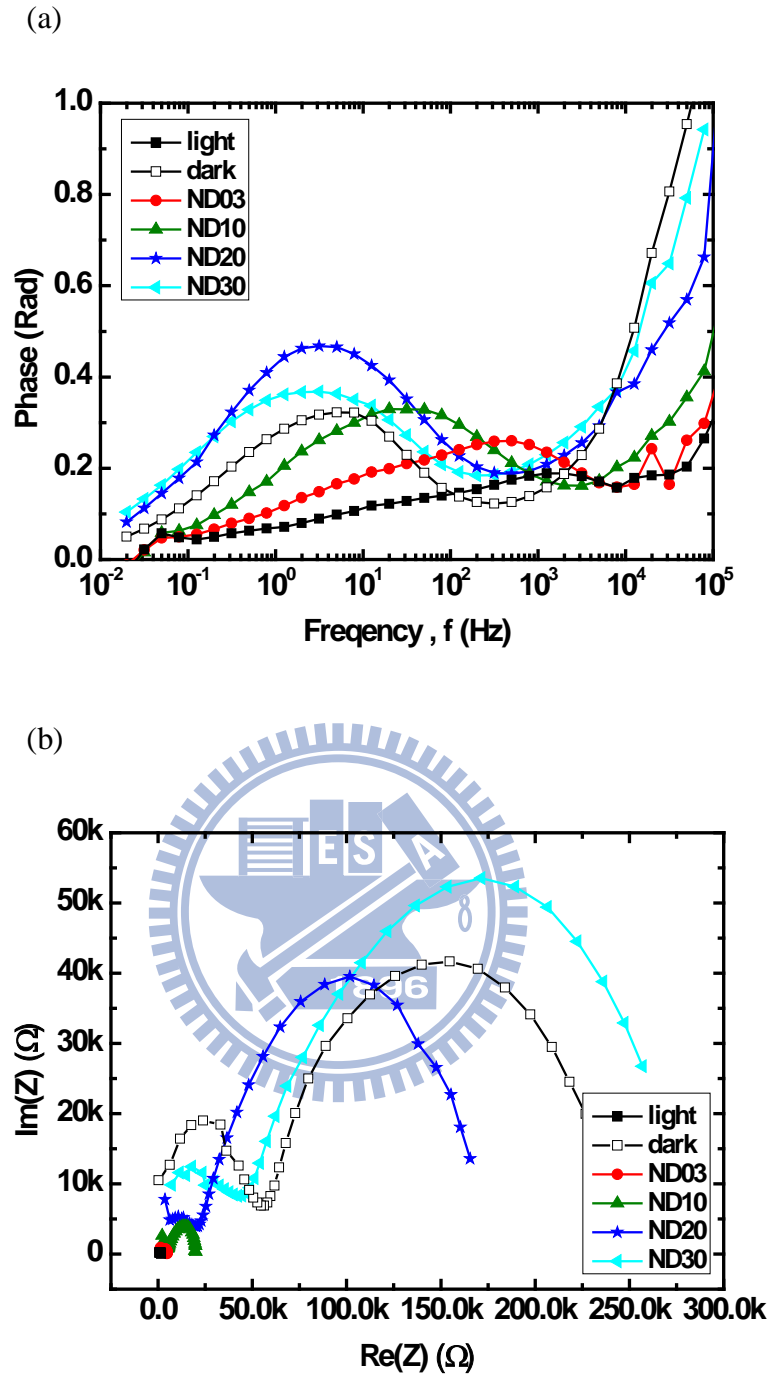 (a)
1.0
0.8
0.6
0.4
0.2
0.0
Phase (Rad)
light
dark
ND03
ND10
ND20
ND30
10-2 10-1 100 101 102 103 104 105
Freqency , f (Hz)
(b)
60k
50k
40k
30k
20k
10k
0
Im(Z) (Ω)
E S A
8
896
light
dark
ND03
ND10
ND20
ND30
0.0 50.0k 100.0k 150.0k 200.0k 250.0k 300.0k
Re(Z) (Ω)